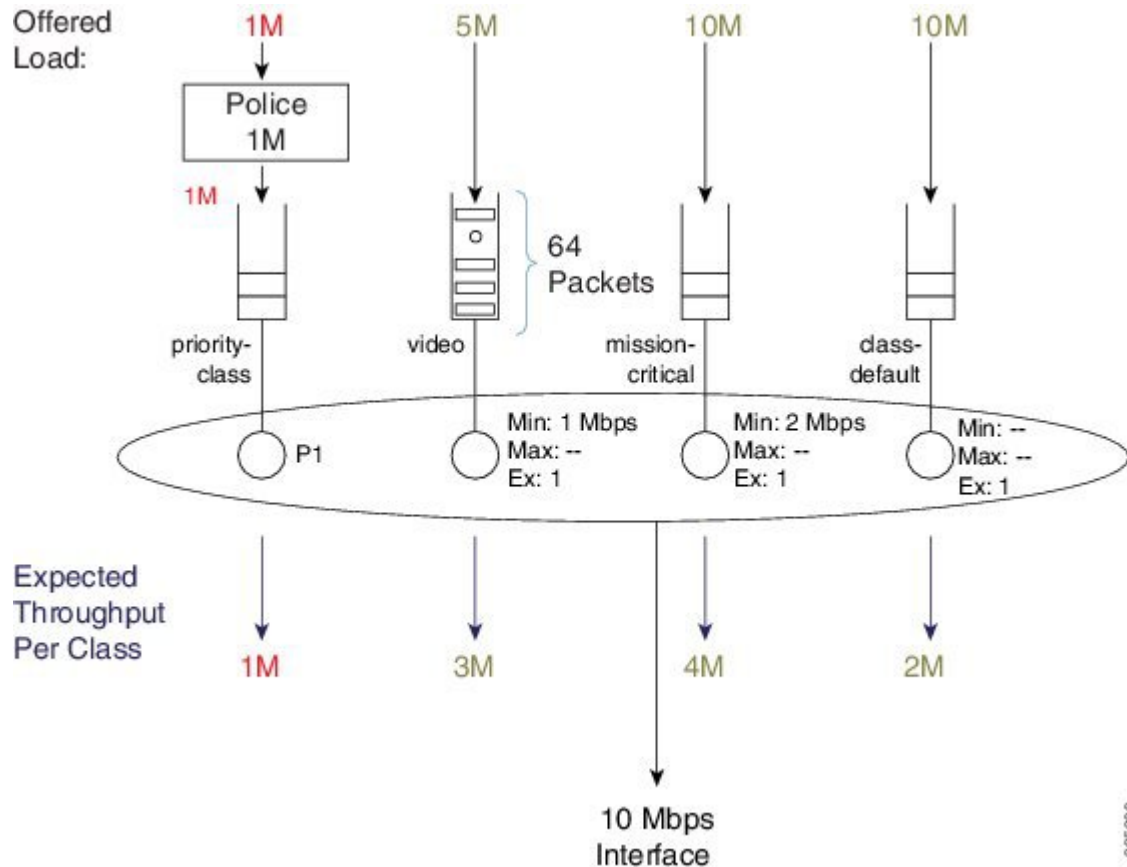 Offered
Load:
1M
5M
10M
10M
Police
1M
1M
64
Packets
priority-
class
video
mission-
critical
class-
default
P1
Min: 1 Mbps
Max: --
Ex: 1
Min: 2 Mbps
Max: --
Ex: 1
Min: --
Max: --
Ex: 1
Expected
Throughput
Per Class
1M
3M
4M
2M
10 Mbps
Interface